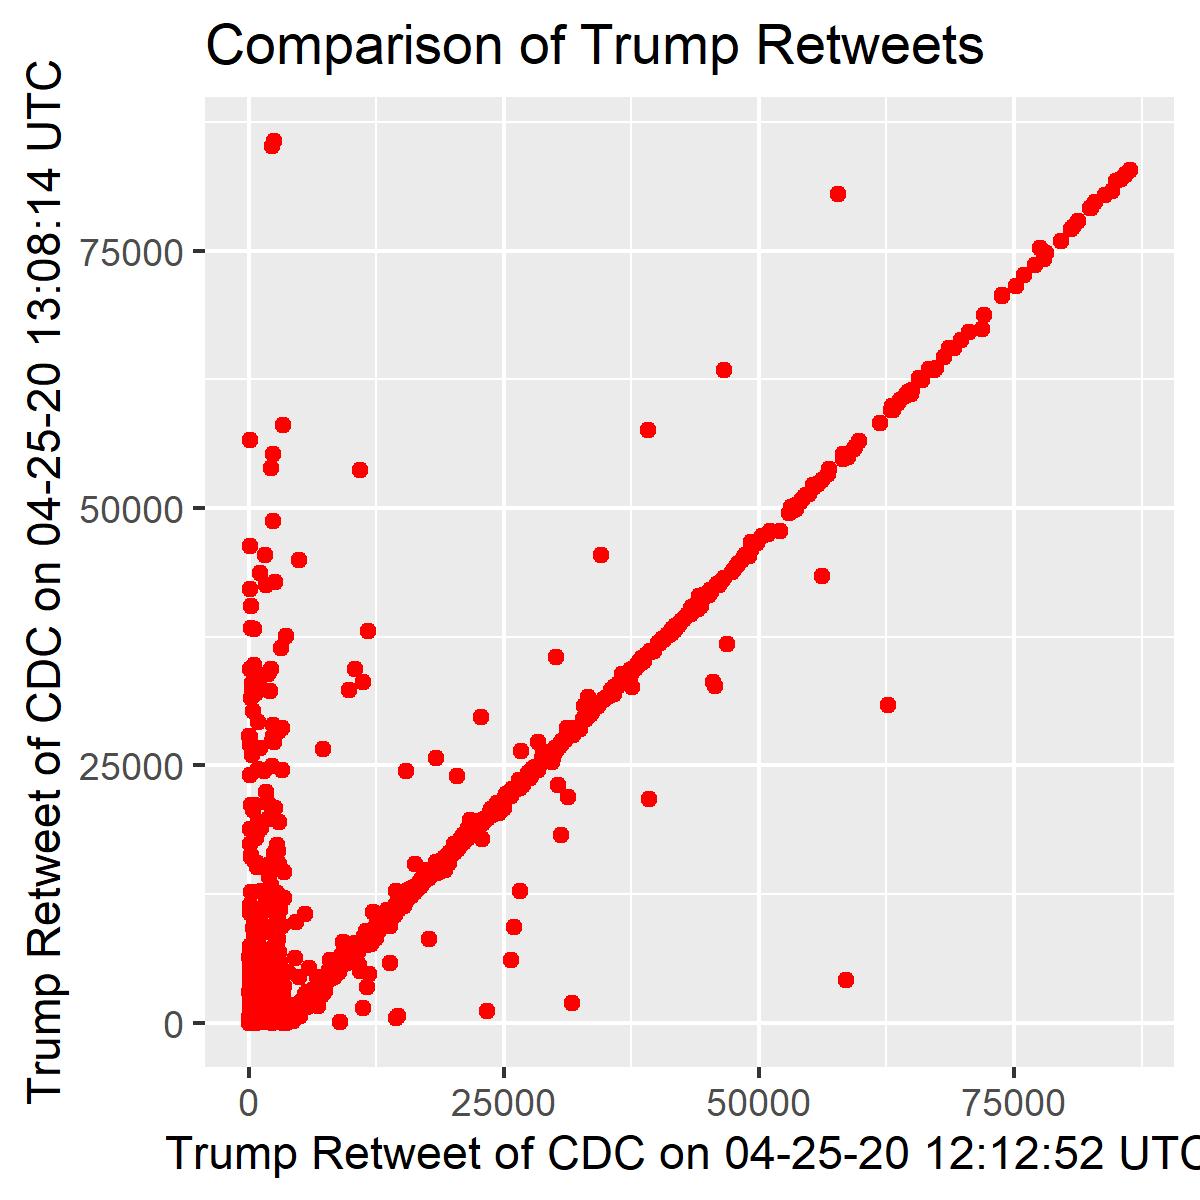 Comparison of Trump Retweets
Trump Retweet of CDC on 04-25-20 13:08:14 UTC
75000
50000
25000
0
0
25000
50000
75000
Trump Retweet of CDC on 04-25-20 12:12:52 UTC